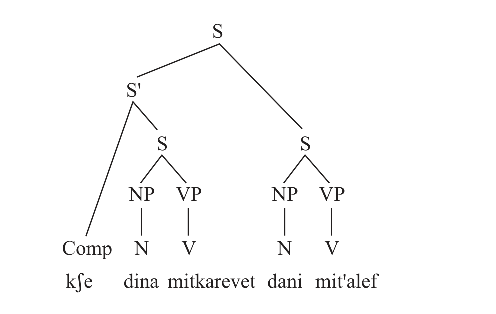 S
S'
S S
NP VP NP VP
Comp N V N V
kʃe dina mitkarevet dani mit'alef